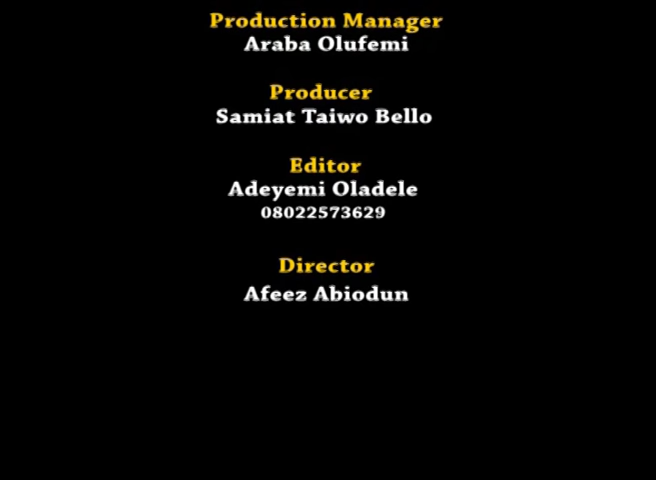 Production Manager
Araba Olufemi
Producer
Samiat Taiwo Bello
Editor
Adeyemi Oladele
08022573629
Director
Afeez Abiodun